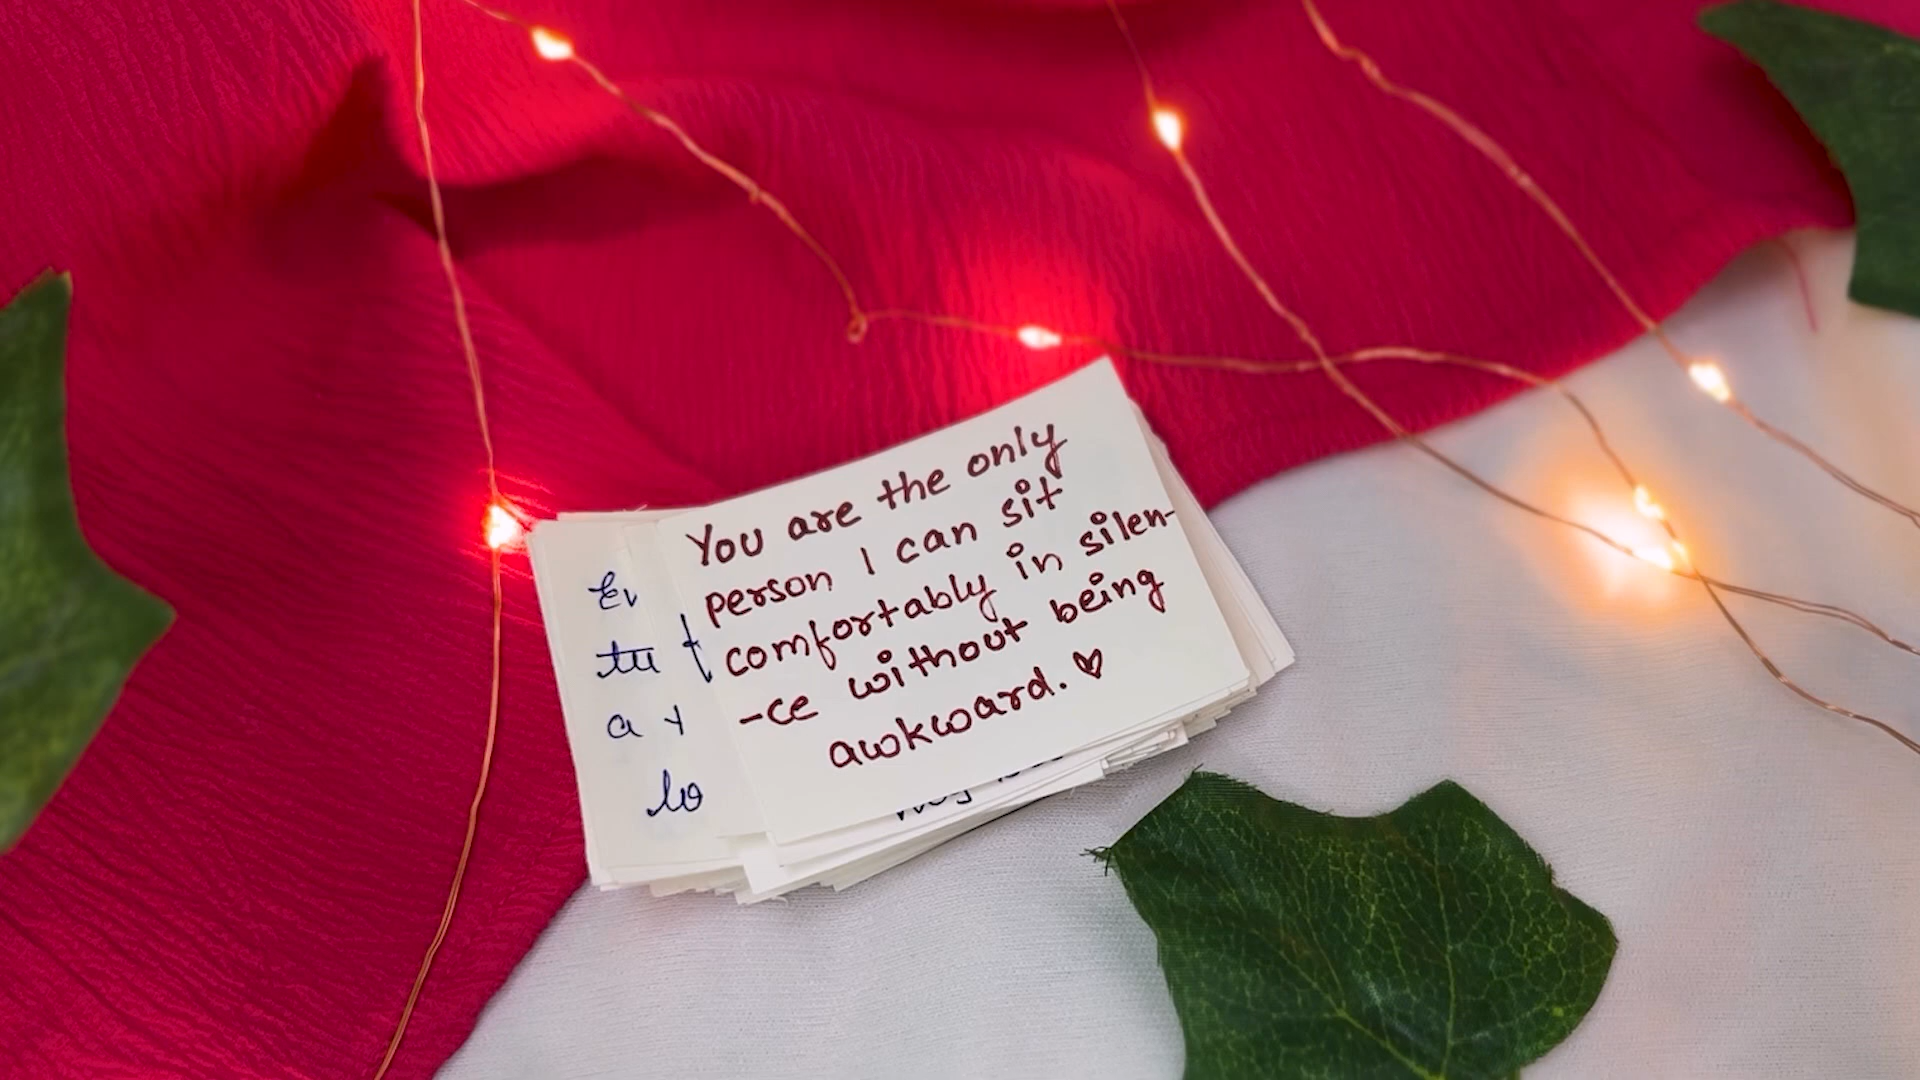 You are the only
person I can sit
comfortably in silen-
-ce without being
awkward. ♡
a